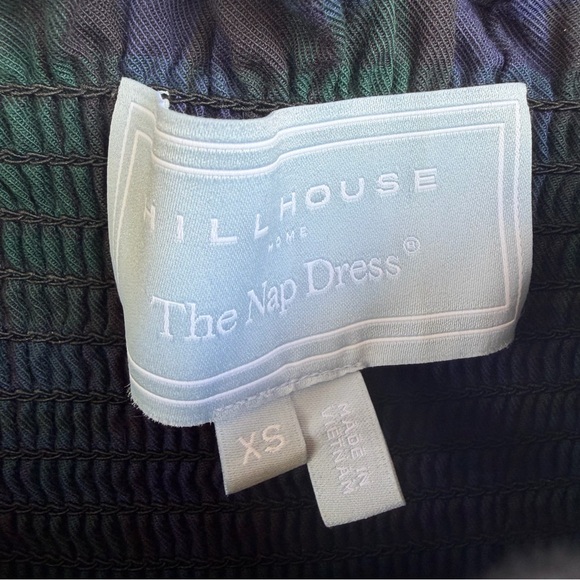 HILLHOUSE
HOME
The Nap Dress®
XS
MADE IN
VIETNAM